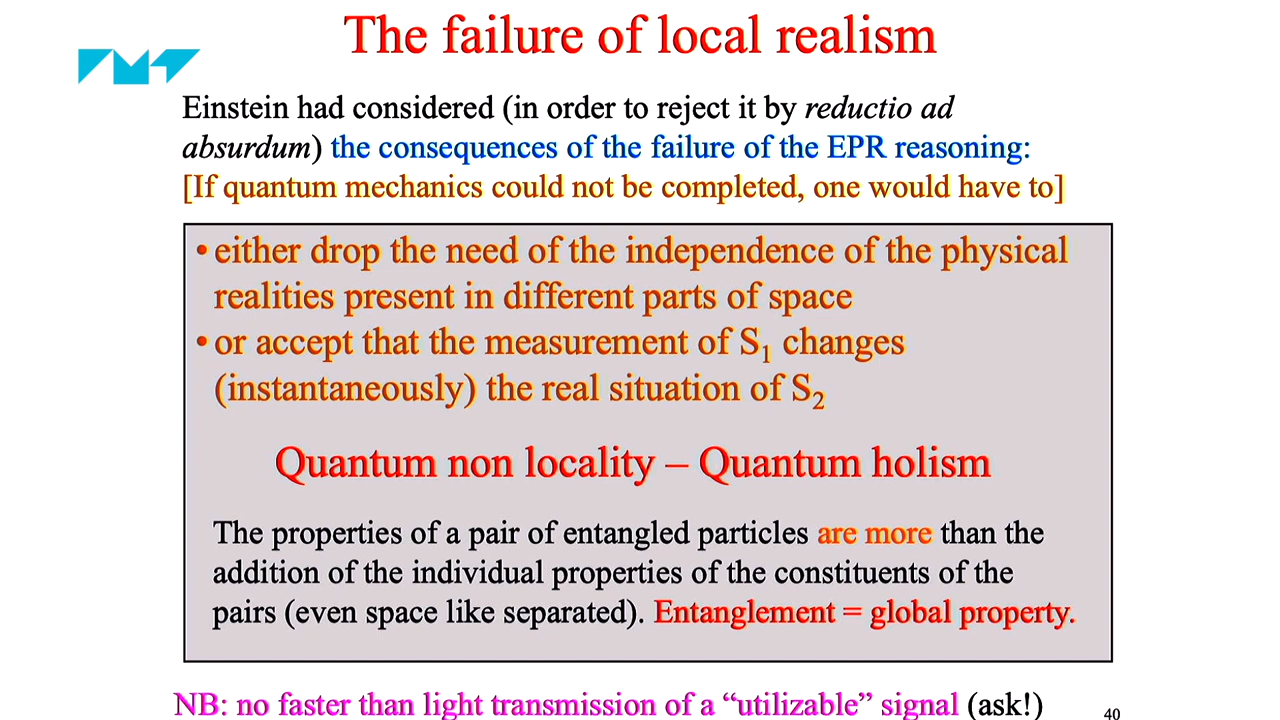 The failure of local realism
Einstein had considered (in order to reject it by reductio ad
absurdum) the consequences of the failure of the EPR reasoning:
[If quantum mechanics could not be completed, one would have to]
• either drop the need of the independence of the physical
realities present in different parts of space
• or accept that the measurement of S₁ changes
(instantaneously) the real situation of S₂
Quantum non locality – Quantum holism
The properties of a pair of entangled particles are more than the
addition of the individual properties of the constituents of the
pairs (even space like separated). Entanglement = global property.
NB: no faster than light transmission of a “utilizable” signal (ask!)
40